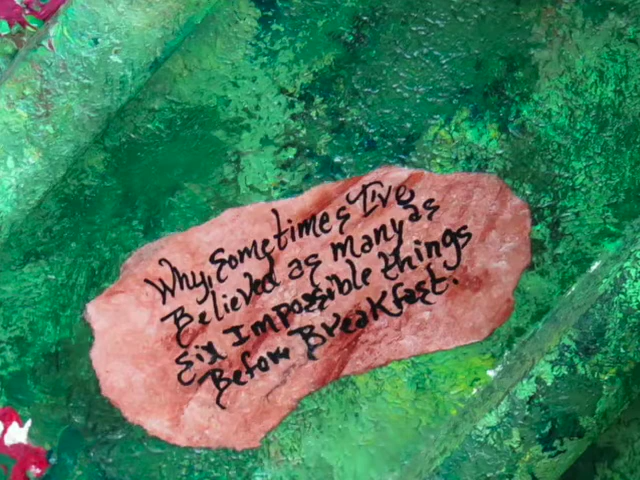 Why, sometimes I've
Believed as many as
Six Impossible things
Before Breakfast.